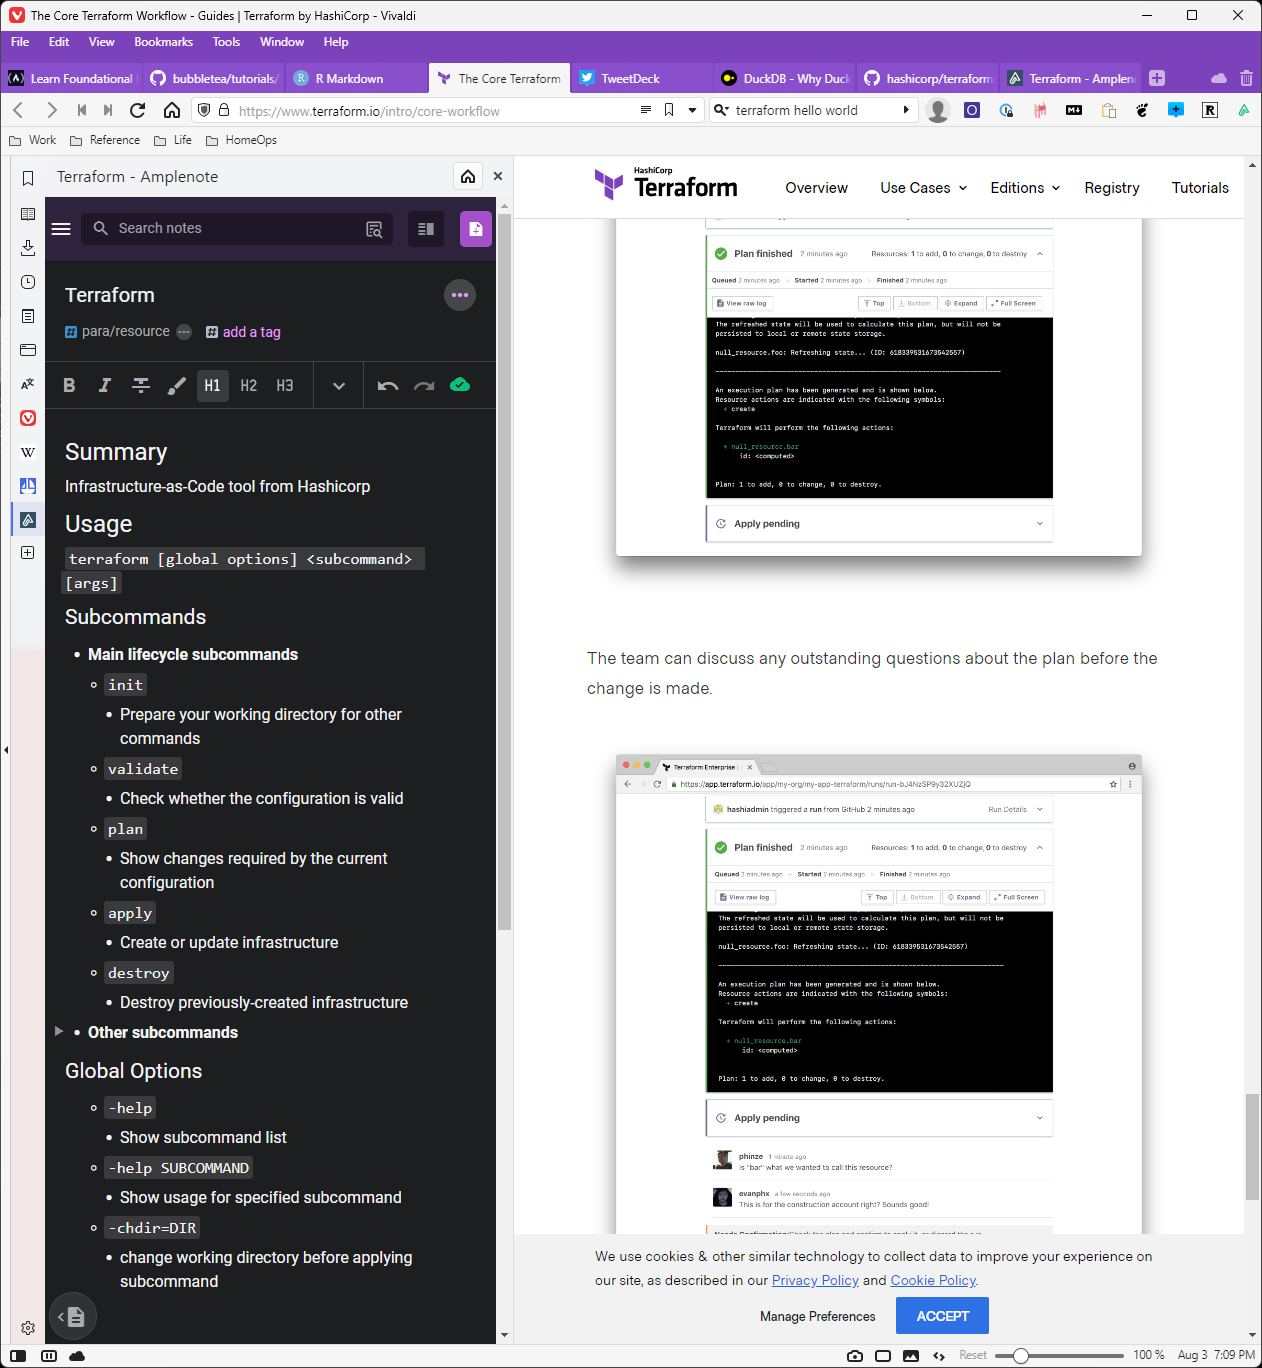 The Core Terraform Workflow - Guides | Terraform by HashiCorp - Vivaldi
File Edit View Bookmarks Tools Window Help
Learn Foundational
bubbletea/tutorials/
R Markdown
The Core Terraform
TweetDeck
DuckDB - Why Duck
hashicorp/terraform
Terraform - Amplen
https://www.terraform.io/intro/core-workflow
terraform hello world
Work Reference Life HomeOps
Terraform - Amplenote
Search notes
Terraform
para/resource
add a tag
B I S H1 H2 H3
Summary
Infrastructure-as-Code tool from Hashicorp
Usage
terraform [global options] <subcommand>
[args]
Subcommands
• Main lifecycle subcommands
init
• Prepare your working directory for other
commands
validate
• Check whether the configuration is valid
plan
• Show changes required by the current
configuration
apply
• Create or update infrastructure
destroy
• Destroy previously-created infrastructure
• Other subcommands
Global Options
-help
• Show subcommand list
-help SUBCOMMAND
• Show usage for specified subcommand
-chdir=DIR
• change working directory before applying
subcommand
HashiCorp
Terraform
Overview Use Cases Editions Registry Tutorials
Plan finished 2 minutes ago Resources: 1 to add, 0 to change, 0 to destroy
Queued 2 minutes ago > Started 2 minutes ago > Finished 2 minutes ago
View raw log Top Bottom Expand Full Screen
The refreshed state will be used to calculate this plan, but will not be
persisted to local or remote state storage.
null_resource.foo: Refreshing state... (ID: 618339531673542557)
An execution plan has been generated and is shown below.
Resource actions are indicated with the following symbols:
+ create
Terraform will perform the following actions:
+ null_resource.bar
id: <computed>
Plan: 1 to add, 0 to change, 0 to destroy.
Apply pending
The team can discuss any outstanding questions about the plan before the
change is made.
Terraform Enterprise |
https://app.terraform.io/app/my-org/my-app-terraform/runs/run-bJ4NzSP9y32XUZjQ
hashiadmin triggered a run from GitHub 2 minutes ago Run Details
Plan finished 2 minutes ago Resources: 1 to add, 0 to change, 0 to destroy
Queued 2 minutes ago > Started 2 minutes ago > Finished 2 minutes ago
View raw log Top Bottom Expand Full Screen
The refreshed state will be used to calculate this plan, but will not be
persisted to local or remote state storage.
null_resource.foo: Refreshing state... (ID: 618339531673542557)
An execution plan has been generated and is shown below.
Resource actions are indicated with the following symbols:
+ create
Terraform will perform the following actions:
+ null_resource.bar
id: <computed>
Plan: 1 to add, 0 to change, 0 to destroy.
Apply pending
phinze 1 minute ago
Is "bar" what we wanted to call this resource?
evanphx a few seconds ago
This is for the construction account right? Sounds good!
We use cookies & other similar technology to collect data to improve your experience on
our site, as described in our Privacy Policy and Cookie Policy.
Manage Preferences
ACCEPT
Reset 100 % Aug 3 7:09 PM